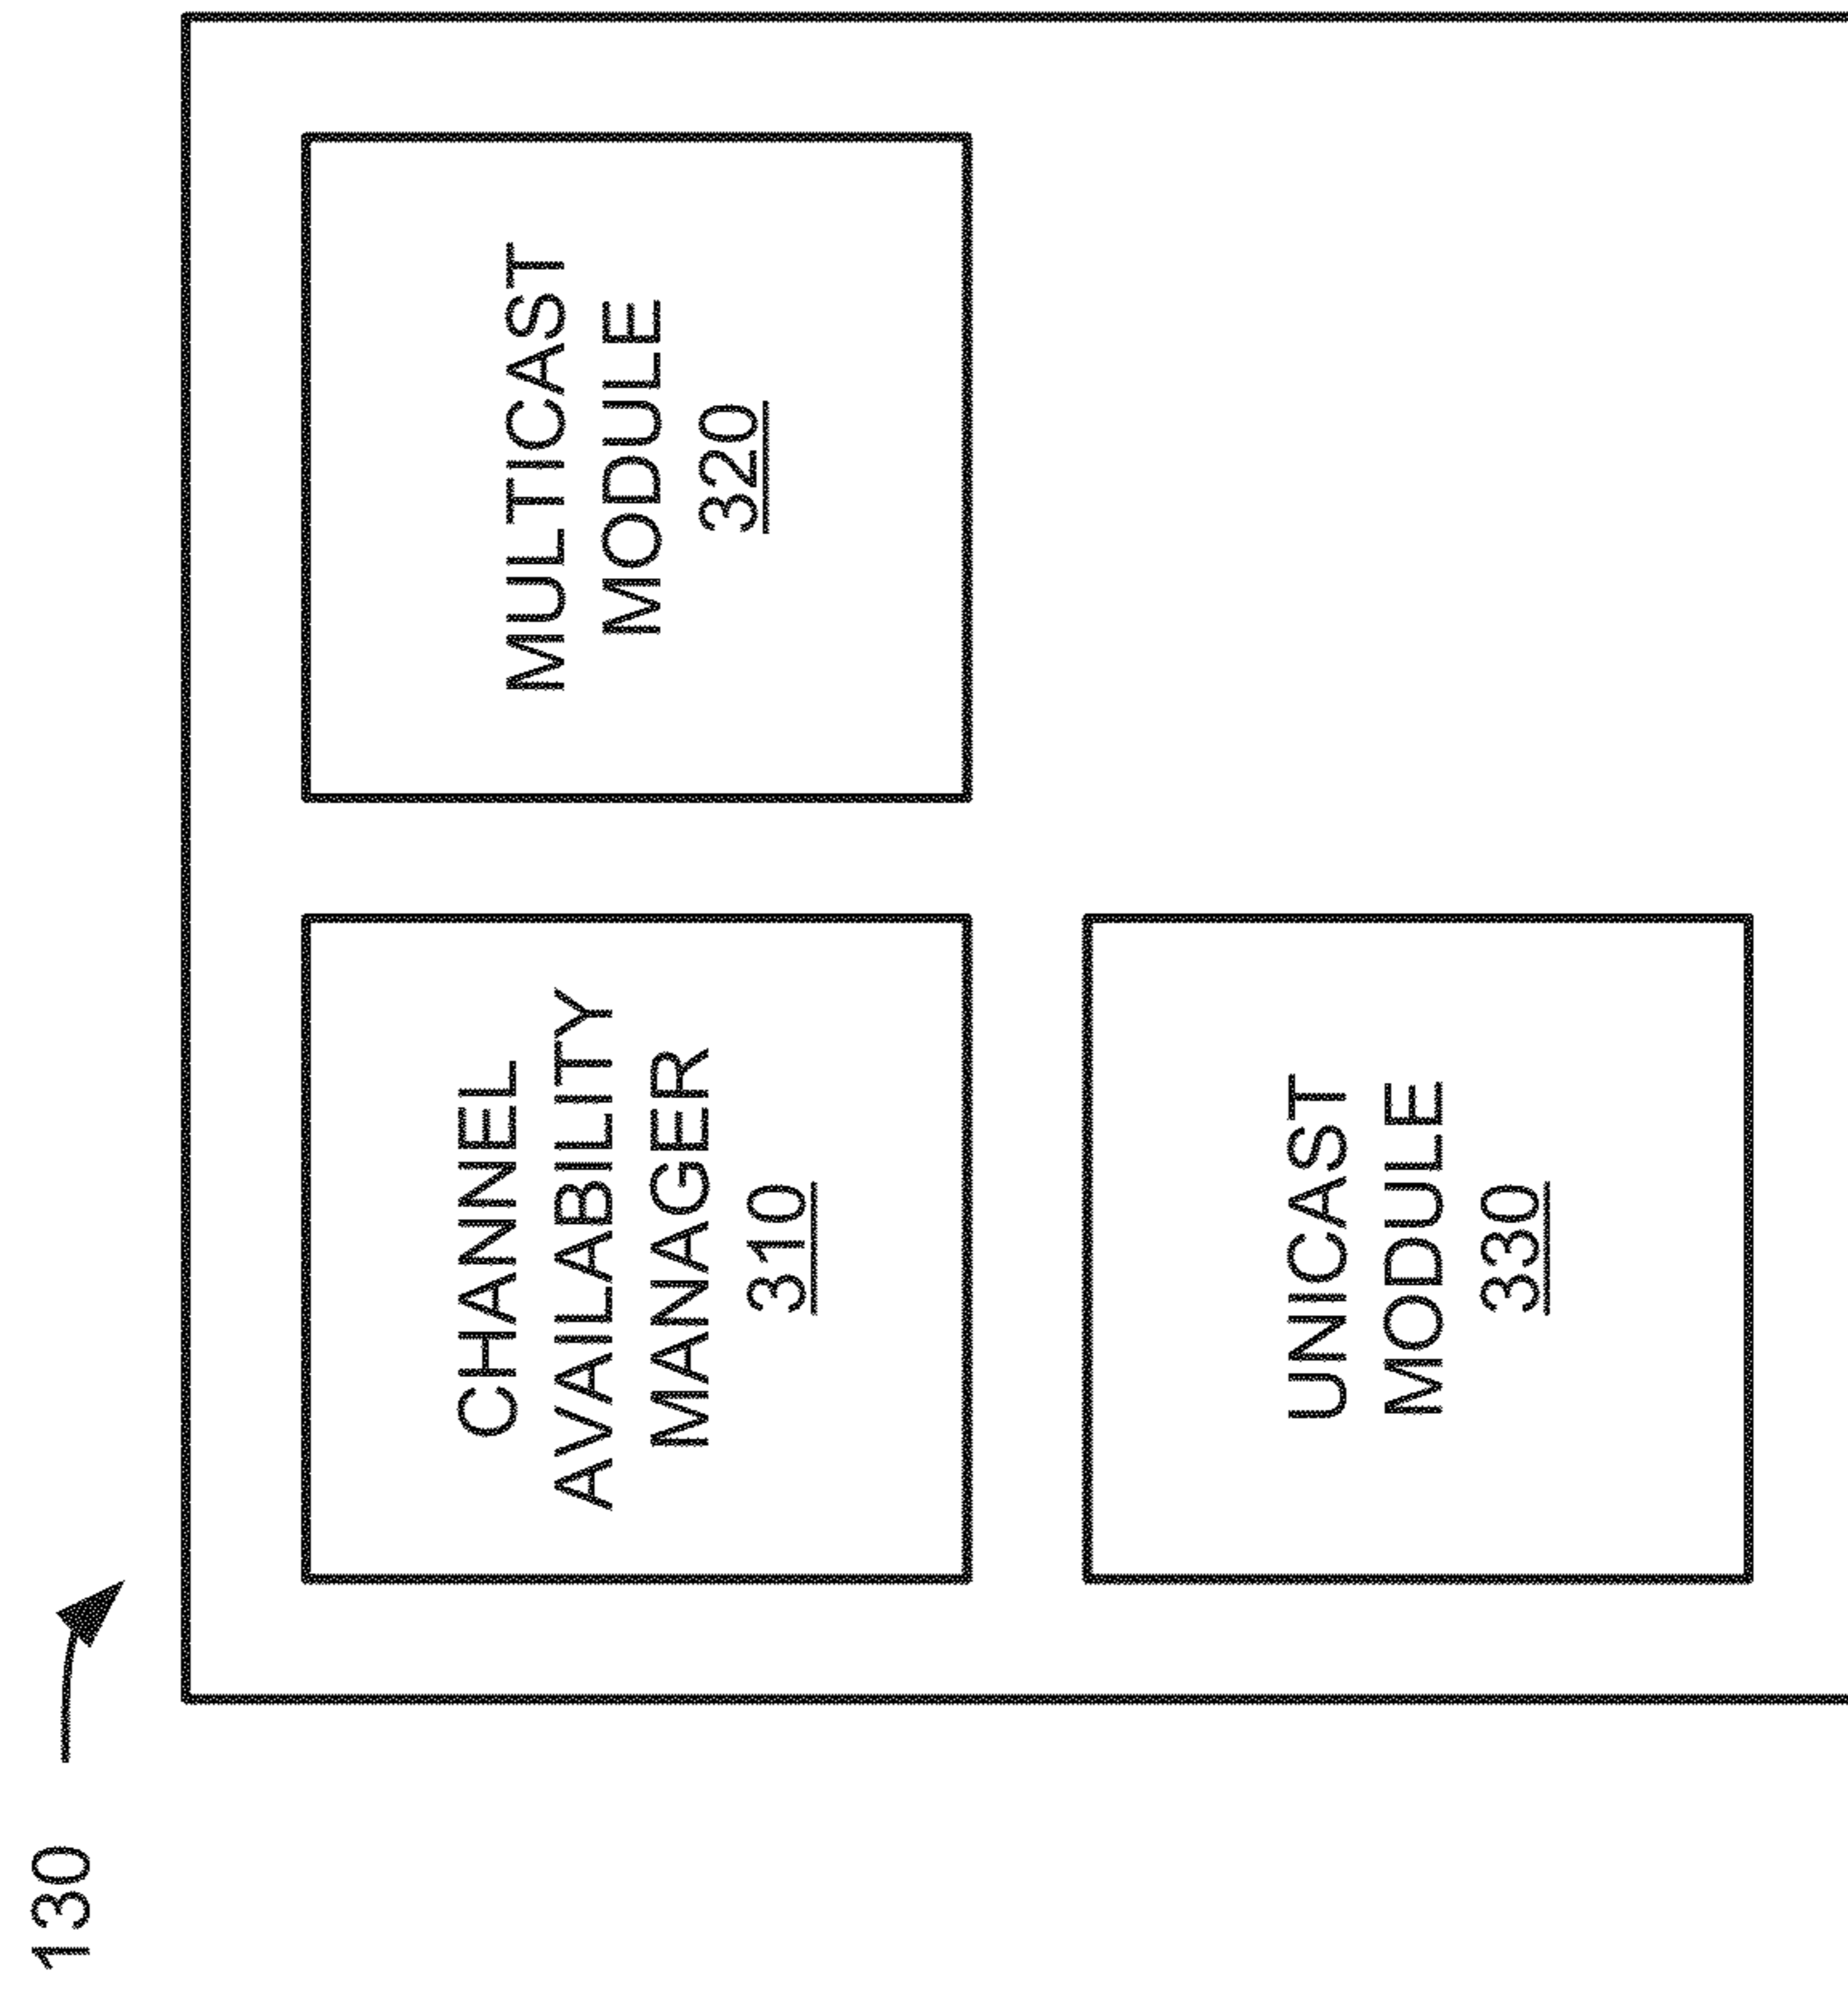 130
CHANNEL
AVAILABILITY
MANAGER
310
MULTICAST
MODULE
320
UNICAST
MODULE
330